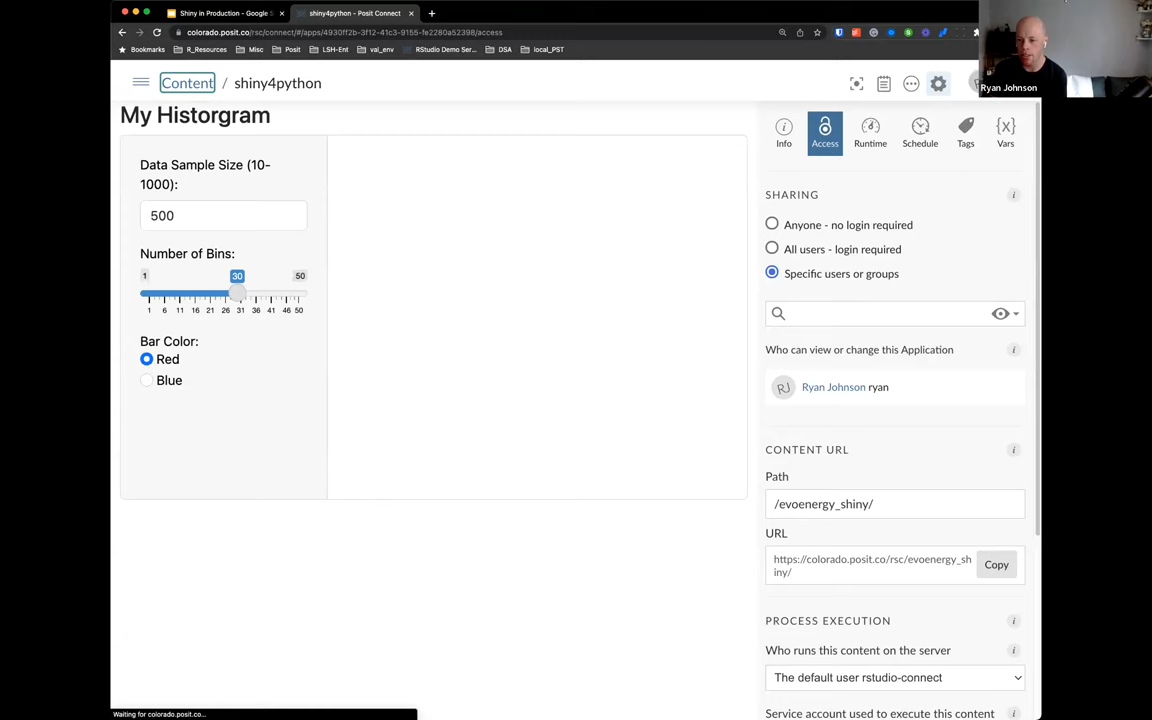 Shiny in Production - Google S
shiny4python - Posit Connect
colorado.posit.co/rsc/connect/#/apps/4930ff2b-3f12-41c3-9155-fe2280a52398/access
Bookmarks
R_Resources
Misc
Posit
LSH-Ent
val_env
RStudio Demo Ser...
DSA
local_PST
Ryan Johnson
Content / shiny4python
My Historgram
Data Sample Size (10-
1000):
500
Number of Bins:
1 30 50
1 6 11 16 21 26 31 36 41 46 50
Bar Color:
Red
Blue
Info
Access
Runtime
Schedule
Tags
{x}
Vars
SHARING
Anyone - no login required
All users - login required
Specific users or groups
Who can view or change this Application
RJ Ryan Johnson ryan
CONTENT URL
Path
/evoenergy_shiny/
URL
https://colorado.posit.co/rsc/evoenergy_sh
iny/
Copy
PROCESS EXECUTION
Who runs this content on the server
The default user rstudio-connect
Service account used to execute this content
Waiting for colorado.posit.co...